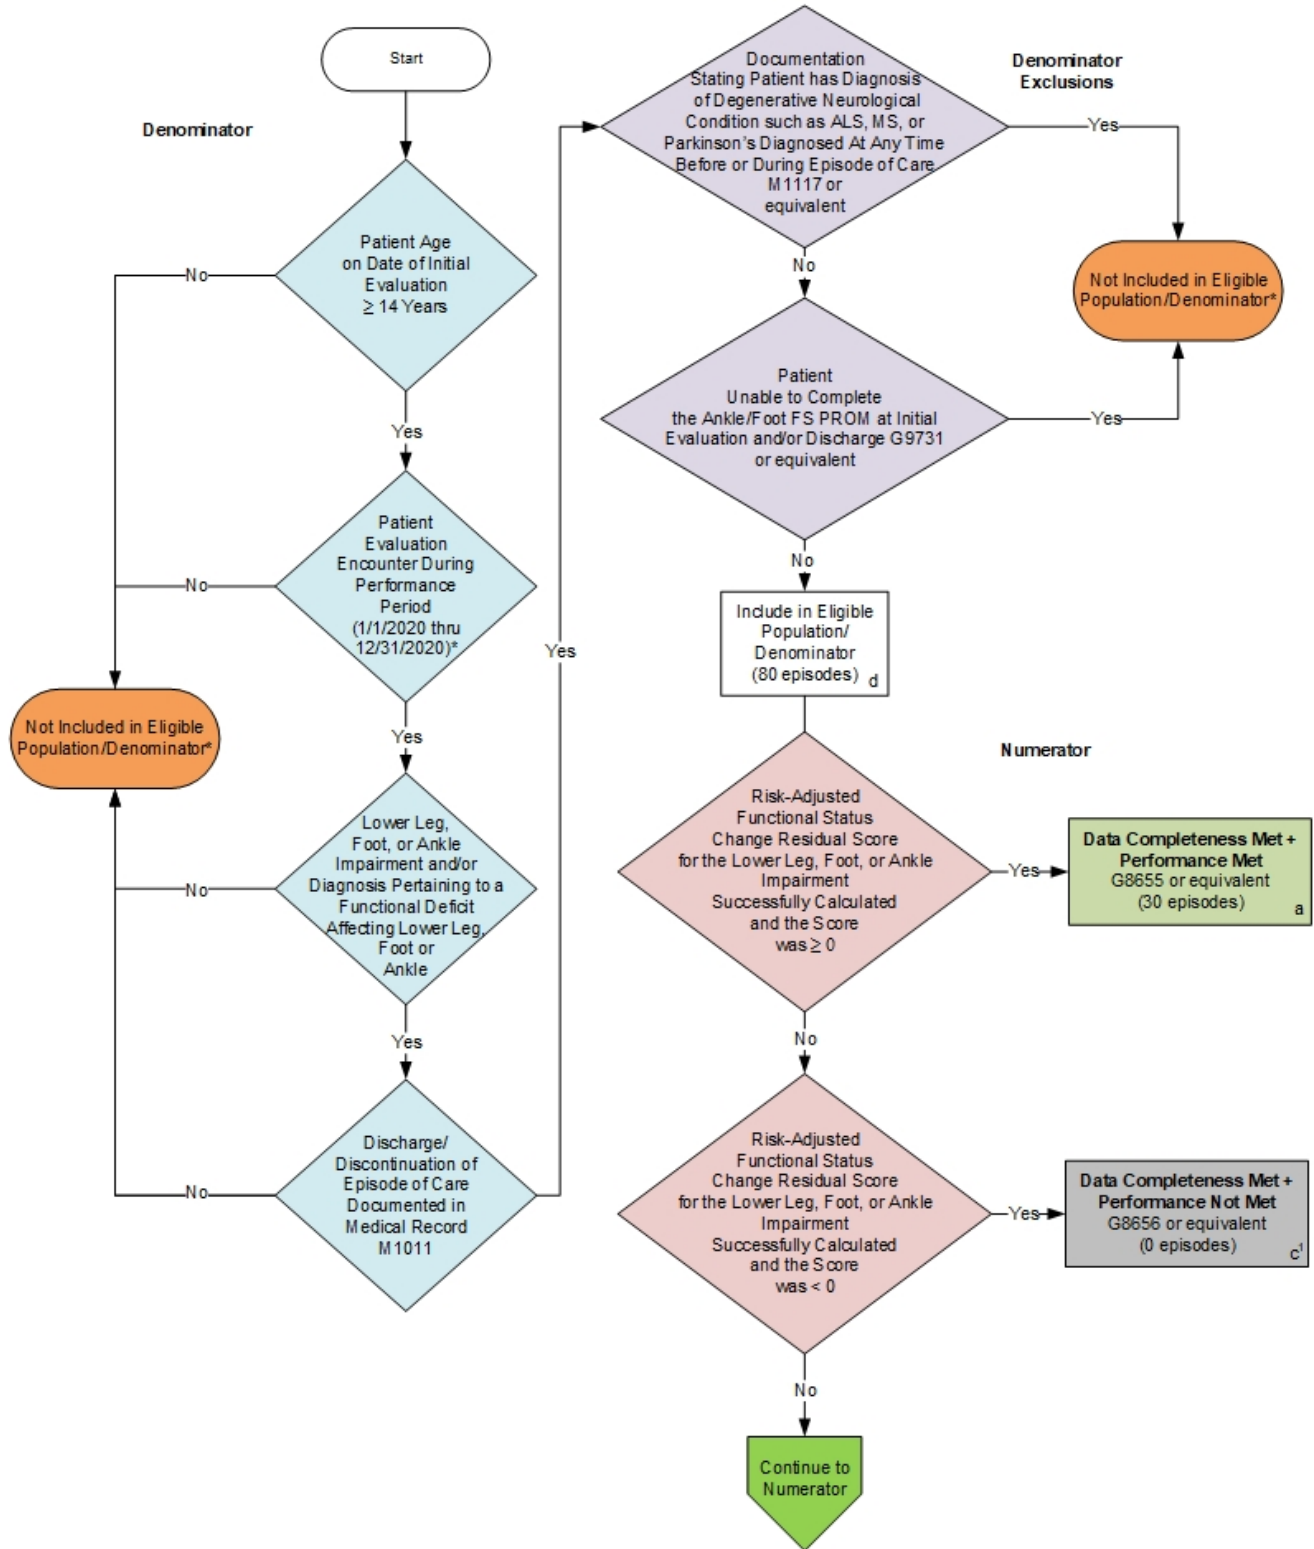 Start
Denominator
Patient Age
on Date of Initial
Evaluation
≥ 14 Years
No
Yes
Patient
Evaluation
Encounter During
Performance
Period
(1/1/2020 thru
12/31/2020)*
No
Yes
Not Included in Eligible
Population/Denominator*
Lower Leg,
Foot, or Ankle
Impairment and/or
Diagnosis Pertaining to a
Functional Deficit
Affecting Lower Leg,
Foot or
Ankle
No
Yes
Discharge/
Discontinuation of
Episode of Care
Documented in
Medical Record
M1011
No
Yes
Documentation
Stating Patient has Diagnosis
of Degenerative Neurological
Condition such as ALS, MS, or
Parkinson's Diagnosed At Any Time
Before or During Episode of Care
M1117 or
equivalent
Denominator
Exclusions
Yes
No
Not Included in Eligible
Population/Denominator*
Patient
Unable to Complete
the Ankle/Foot FS PROM at Initial
Evaluation and/or Discharge G9731
or equivalent
Yes
No
Include in Eligible
Population/
Denominator
(80 episodes) d
Numerator
Risk-Adjusted
Functional Status
Change Residual Score
for the Lower Leg, Foot, or Ankle
Impairment
Successfully Calculated
and the Score
was ≥ 0
Yes
Data Completeness Met +
Performance Met
G8655 or equivalent
(30 episodes) a
No
Risk-Adjusted
Functional Status
Change Residual Score
for the Lower Leg, Foot, or Ankle
Impairment
Successfully Calculated
and the Score
was < 0
Yes
Data Completeness Met +
Performance Not Met
G8656 or equivalent
(0 episodes) c¹
No
Continue to
Numerator